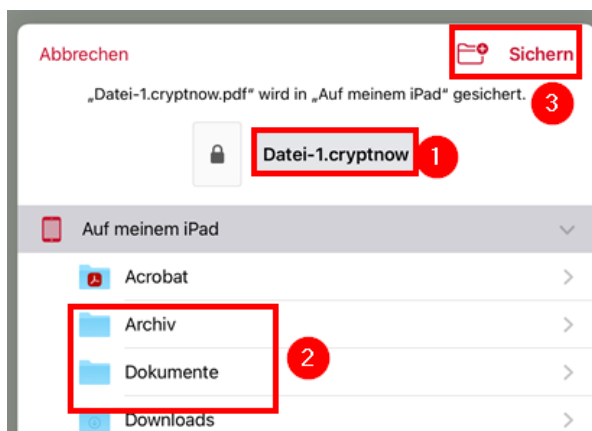 Abbrechen Sichern
„Datei-1.cryptnow.pdf“ wird in „Auf meinem iPad“ gesichert.
3
Datei-1.cryptnow
1
Auf meinem iPad
Acrobat
Archiv
2
Dokumente
Downloads